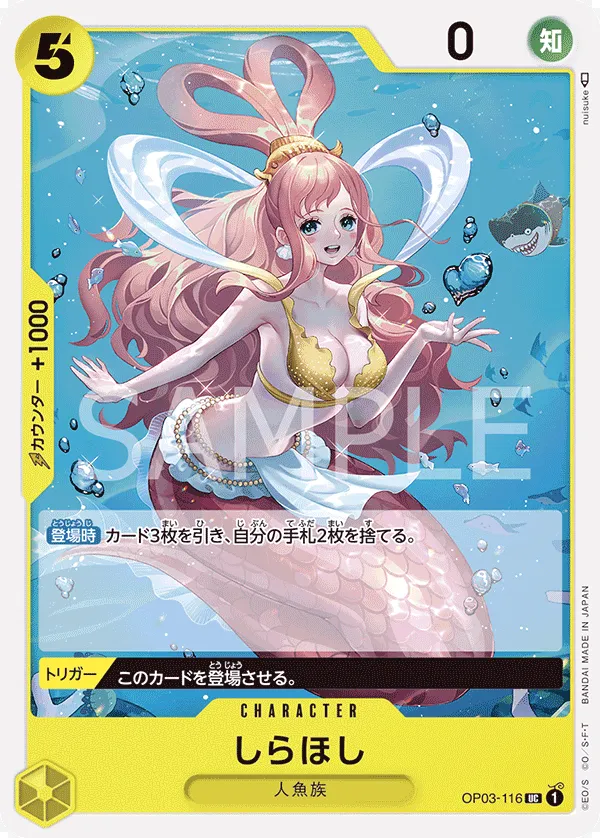 5
0
知
nuisuke
カウンター +1000
SAMPLE
登場時 カード3枚を引き、自分の手札2枚を捨てる。
トリガー このカードを登場させる。
CHARACTER
しらほし
人魚族
OP03-116 UC 1
©E.O/S ©O/S・F・T BANDAI MADE IN JAPAN